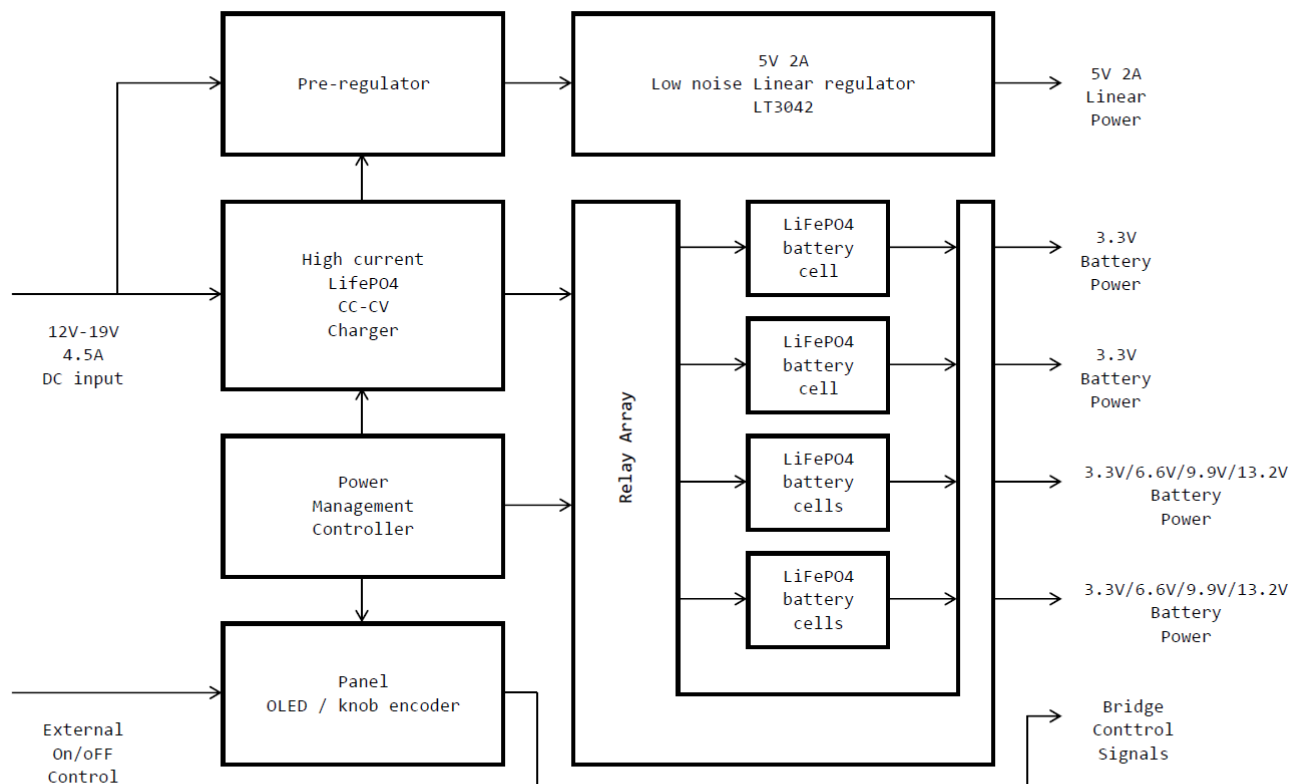 Pre-regulator
5V 2A
Low noise Linear regulator
LT3042
5V 2A
Linear
Power
High current
LifePO4
CC-CV
Charger
12V-19V
4.5A
DC input
Power
Management
Controller
Panel
OLED / knob encoder
External
On/oFF
Control
Relay Array
LiFePO4
battery
cell
3.3V
Battery
Power
LiFePO4
battery
cell
3.3V
Battery
Power
LiFePO4
battery
cells
3.3V/6.6V/9.9V/13.2V
Battery
Power
LiFePO4
battery
cells
3.3V/6.6V/9.9V/13.2V
Battery
Power
Bridge
Conttrol
Signals